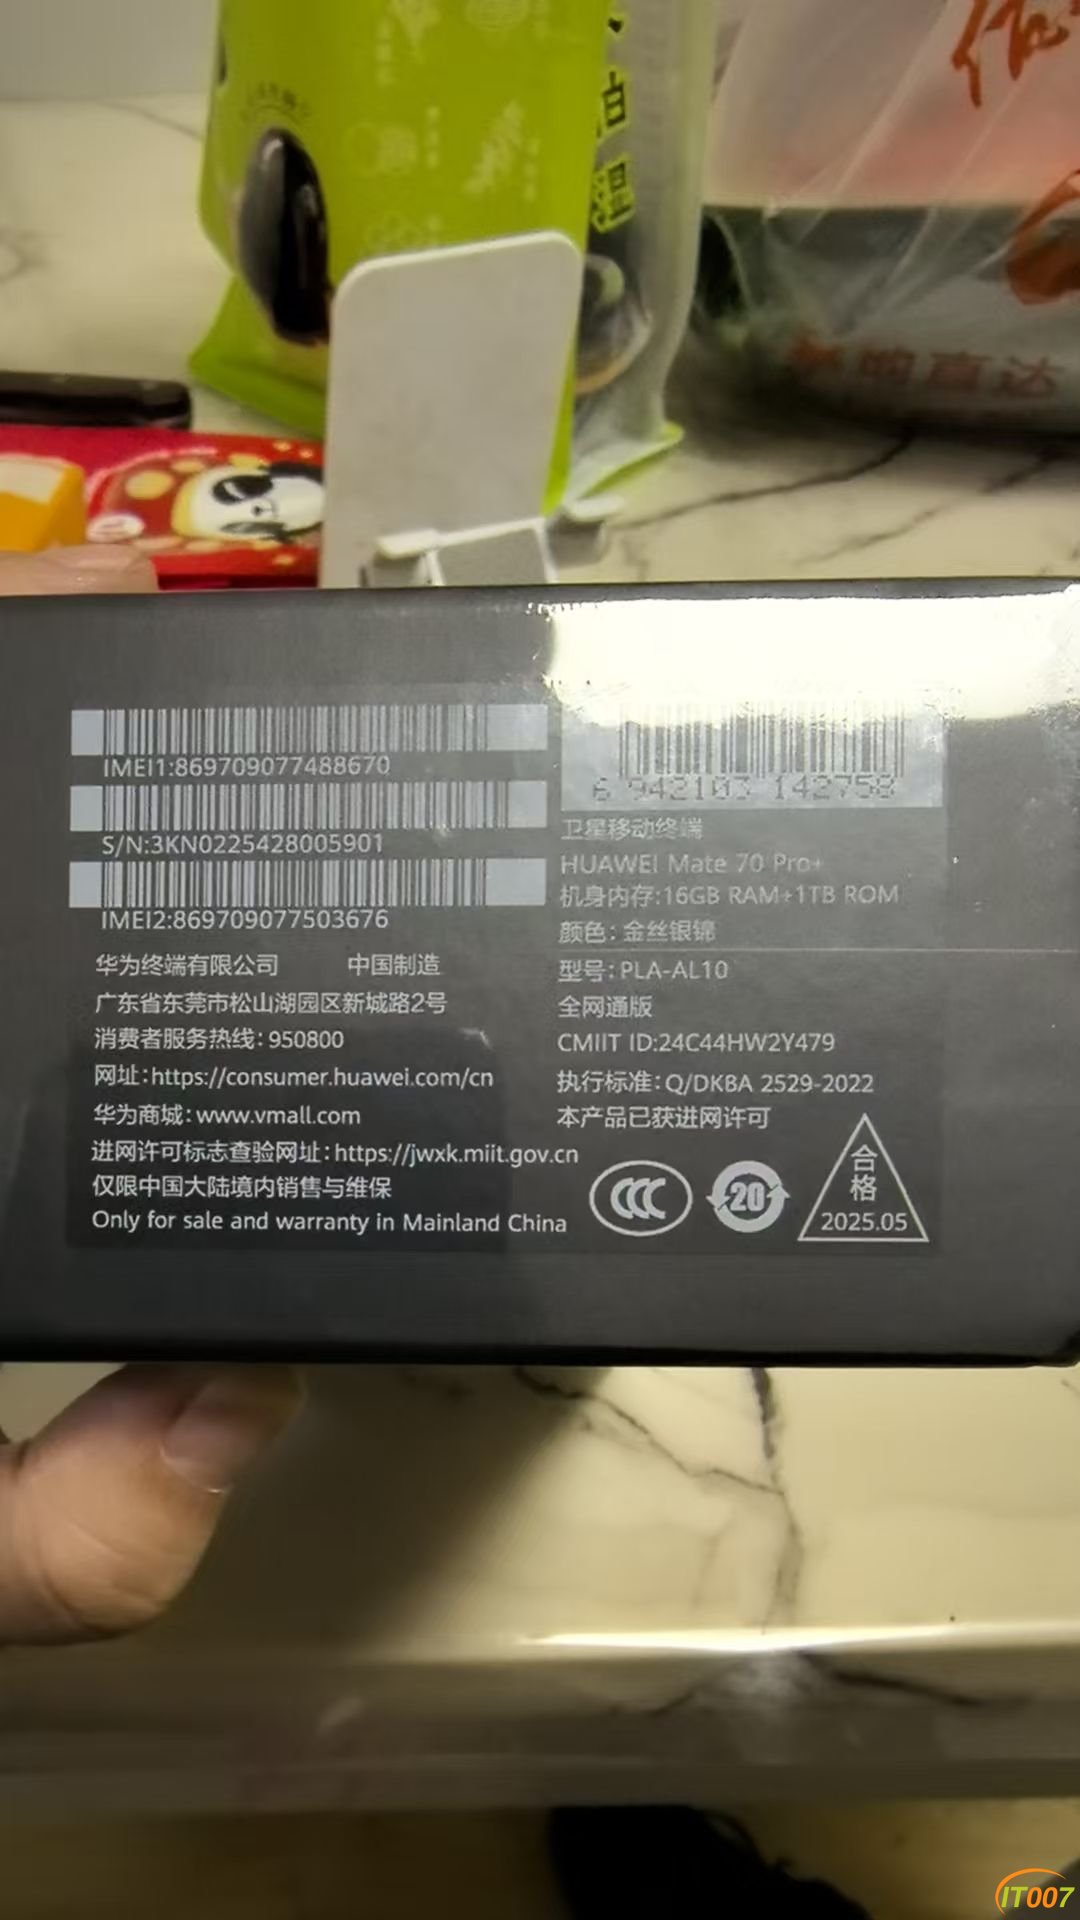 直达
IMEI1:869709077488670
S/N:3KN0225428005901
IMEI2:869709077503676
华为终端有限公司 中国制造
广东省东莞市松山湖园区新城路2号
消费者服务热线：950800
网址：https://consumer.huawei.com/cn
华为商城：www.vmall.com
进网许可标志查验网址：https://jwxk.miit.gov.cn
仅限中国大陆境内销售与维保
Only for sale and warranty in Mainland China
6 942103 142758
卫星移动终端
HUAWEI Mate 70 Pro+
机身内存:16GB RAM+1TB ROM
颜色：金丝银锦
型号：PLA-AL10
全网通版
CMIIT ID:24C44HW2Y479
执行标准：Q/DKBA 2529-2022
本产品已获进网许可
CCC
20
合格
2025.05
IT007